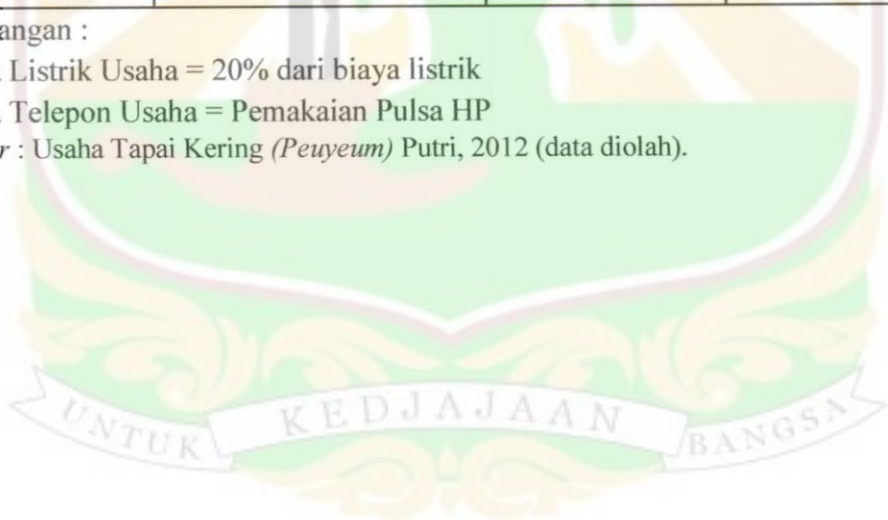 angan :
Listrik Usaha = 20% dari biaya listrik
Telepon Usaha = Pemakaian Pulsa HP
r : Usaha Tapai Kering (Peuyeum) Putri, 2012 (data diolah).
UNTUK KEDJAJAAN BANGSA